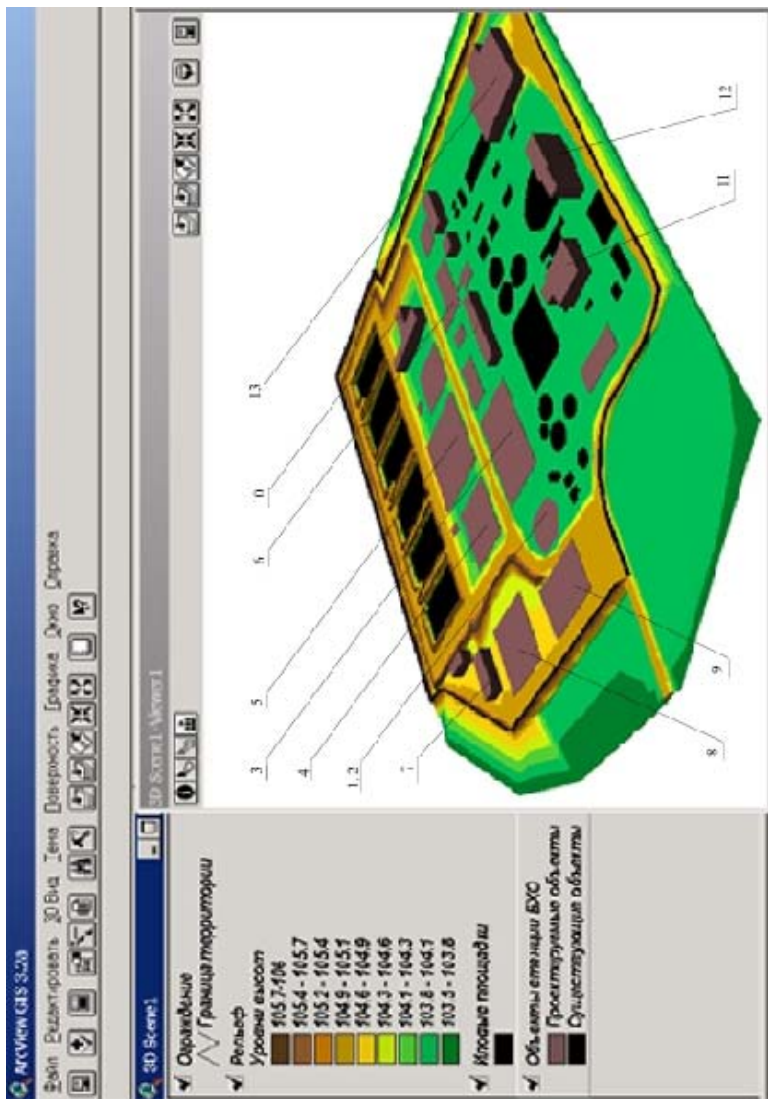 ArcView GIS 3.2a
Файл Редактировать 3D Вид Тема Поверхность Графика Окно Справка
3D Scene1
Ограждение
Граница территории
Рельеф
Уровни высот
105.7-106
105.4 - 105.7
105.2 - 105.4
104.9 - 105.1
104.6 - 104.9
104.3 - 104.6
104.1 - 104.3
103.8 - 104.1
103.5 - 103.8
Иловые площадки
Объекты станции БХО
Проектируемые объекты
Существующие объекты
3D Scene1 Viewer1
3
5
4
1, 2
7
6
13
8
9
11
12